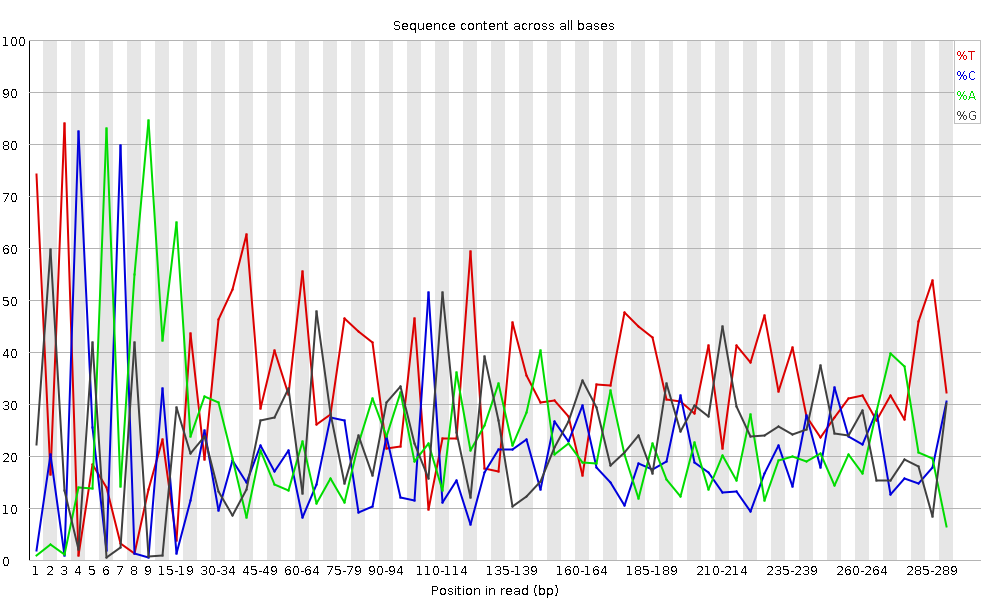 Sequence content across all bases
100
90
80
70
60
50
40
30
20
10
0
%T
%C
%A
%G
1 2 3 4 5 6 7 8 9 15-19 30-34 45-49 60-64 75-79 90-94 110-114 135-139 160-164 185-189 210-214 235-239 260-264 285-289
Position in read (bp)